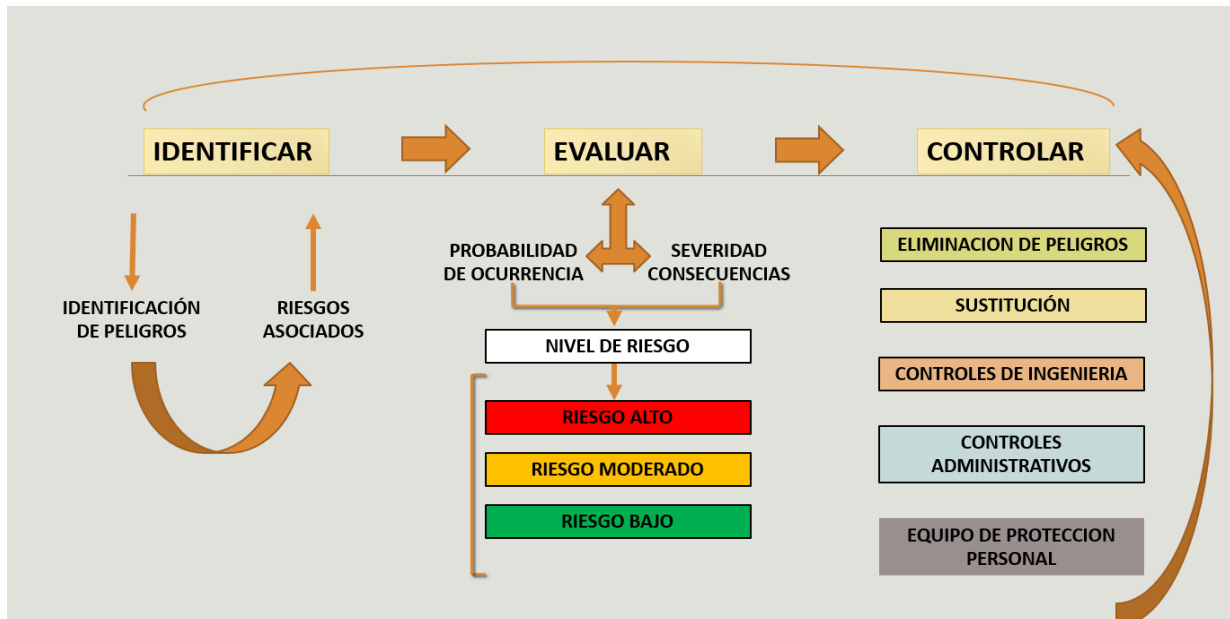 IDENTIFICAR
EVALUAR
CONTROLAR
IDENTIFICACIÓN
DE PELIGROS
RIESGOS
ASOCIADOS
PROBABILIDAD
DE OCURRENCIA
SEVERIDAD
CONSECUENCIAS
NIVEL DE RIESGO
RIESGO ALTO
RIESGO MODERADO
RIESGO BAJO
ELIMINACION DE PELIGROS
SUSTITUCIÓN
CONTROLES DE INGENIERIA
CONTROLES
ADMINISTRATIVOS
EQUIPO DE PROTECCION
PERSONAL